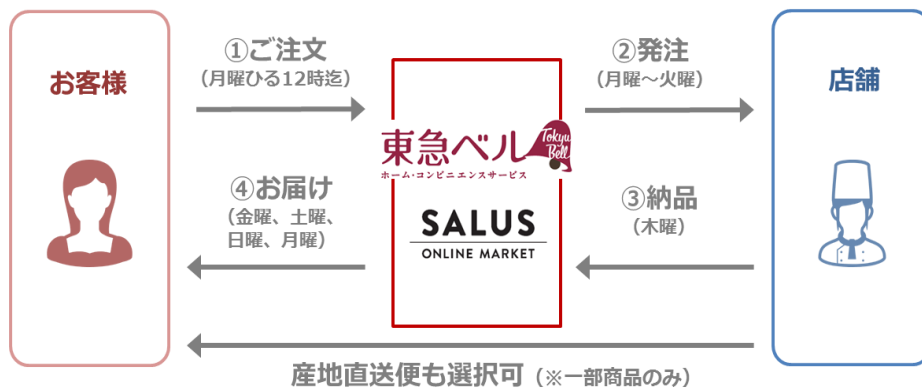 お客様
①ご注文
（月曜ひる12時迄）
②発注
（月曜～火曜）
店舗
東急ベル
Tokyu
Bell
ホーム・コンビニエンスサービス
SALUS
ONLINE MARKET
④お届け
（金曜、土曜、
日曜、月曜）
③納品
（木曜）
産地直送便も選択可（※一部商品のみ）